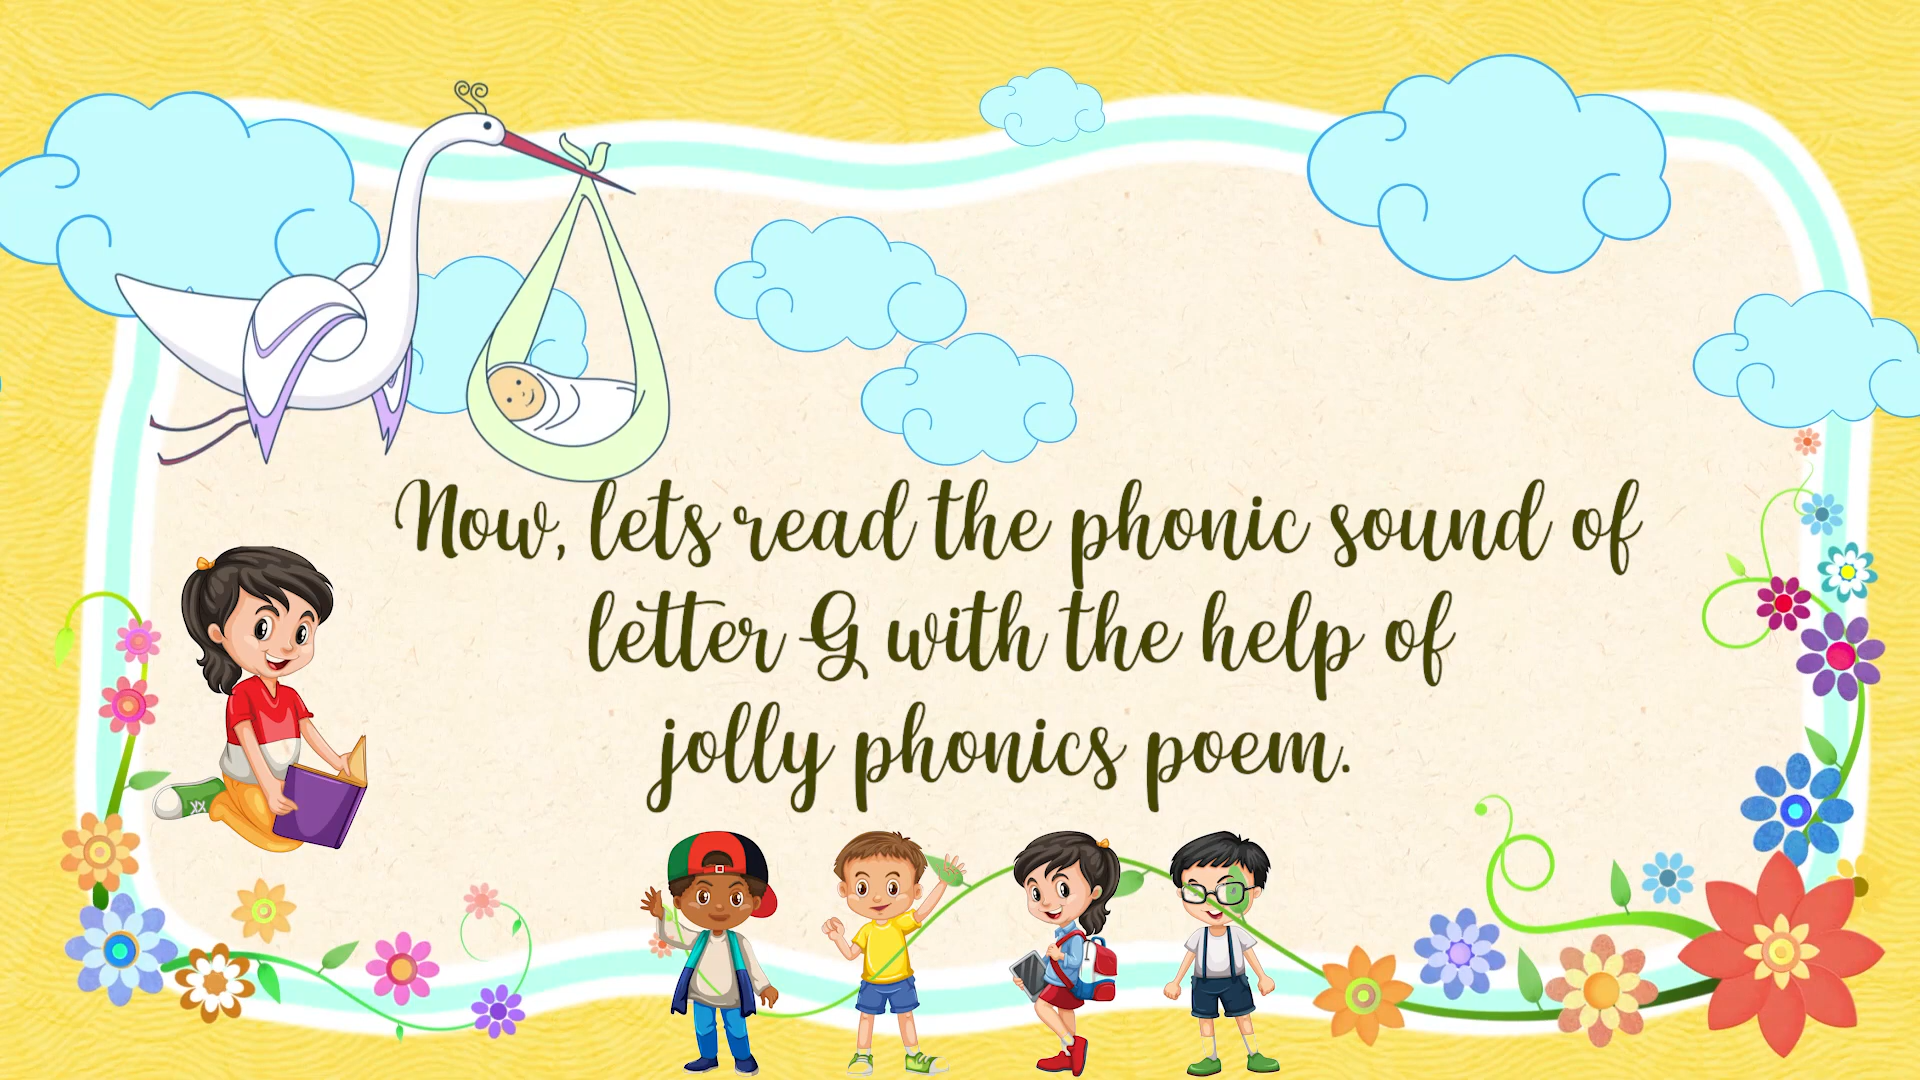 Now, lets read the phonic sound of
letter G with the help of
jolly phonics poem.